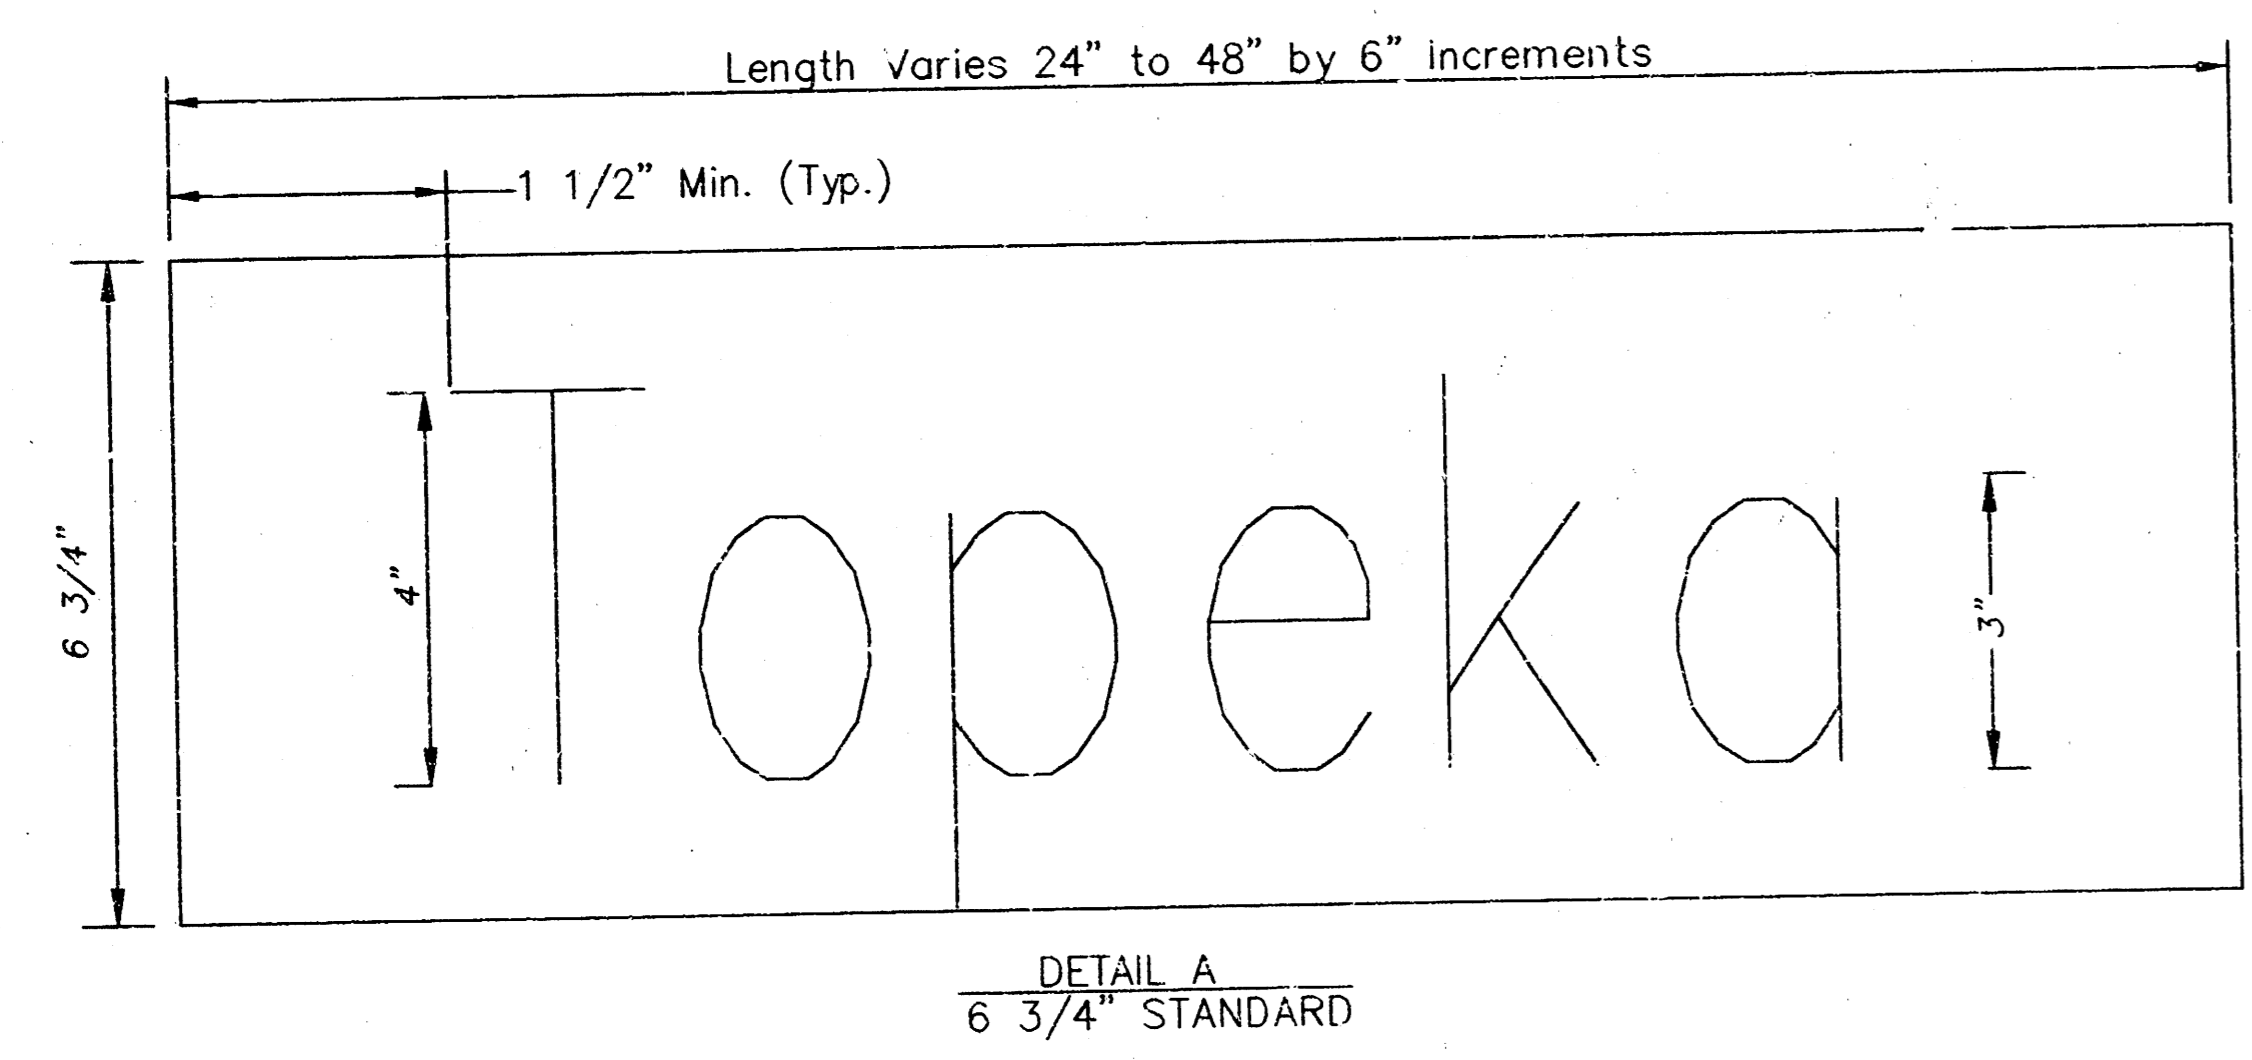 Length Varies 24" to 48" by 6" increments
1 1/2" Min. (Typ.)
6 3/4"
4"
Topeka
3"
DETAIL A
6 3/4" STANDARD